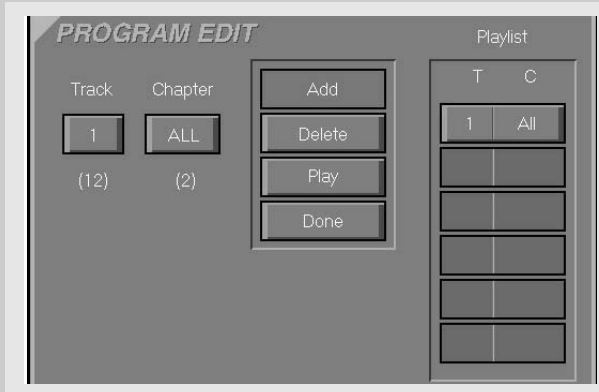 PROGRAM EDIT
Playlist
Track Chapter
1 ALL
(12) (2)
Add
Delete
Play
Done
T C
1 All